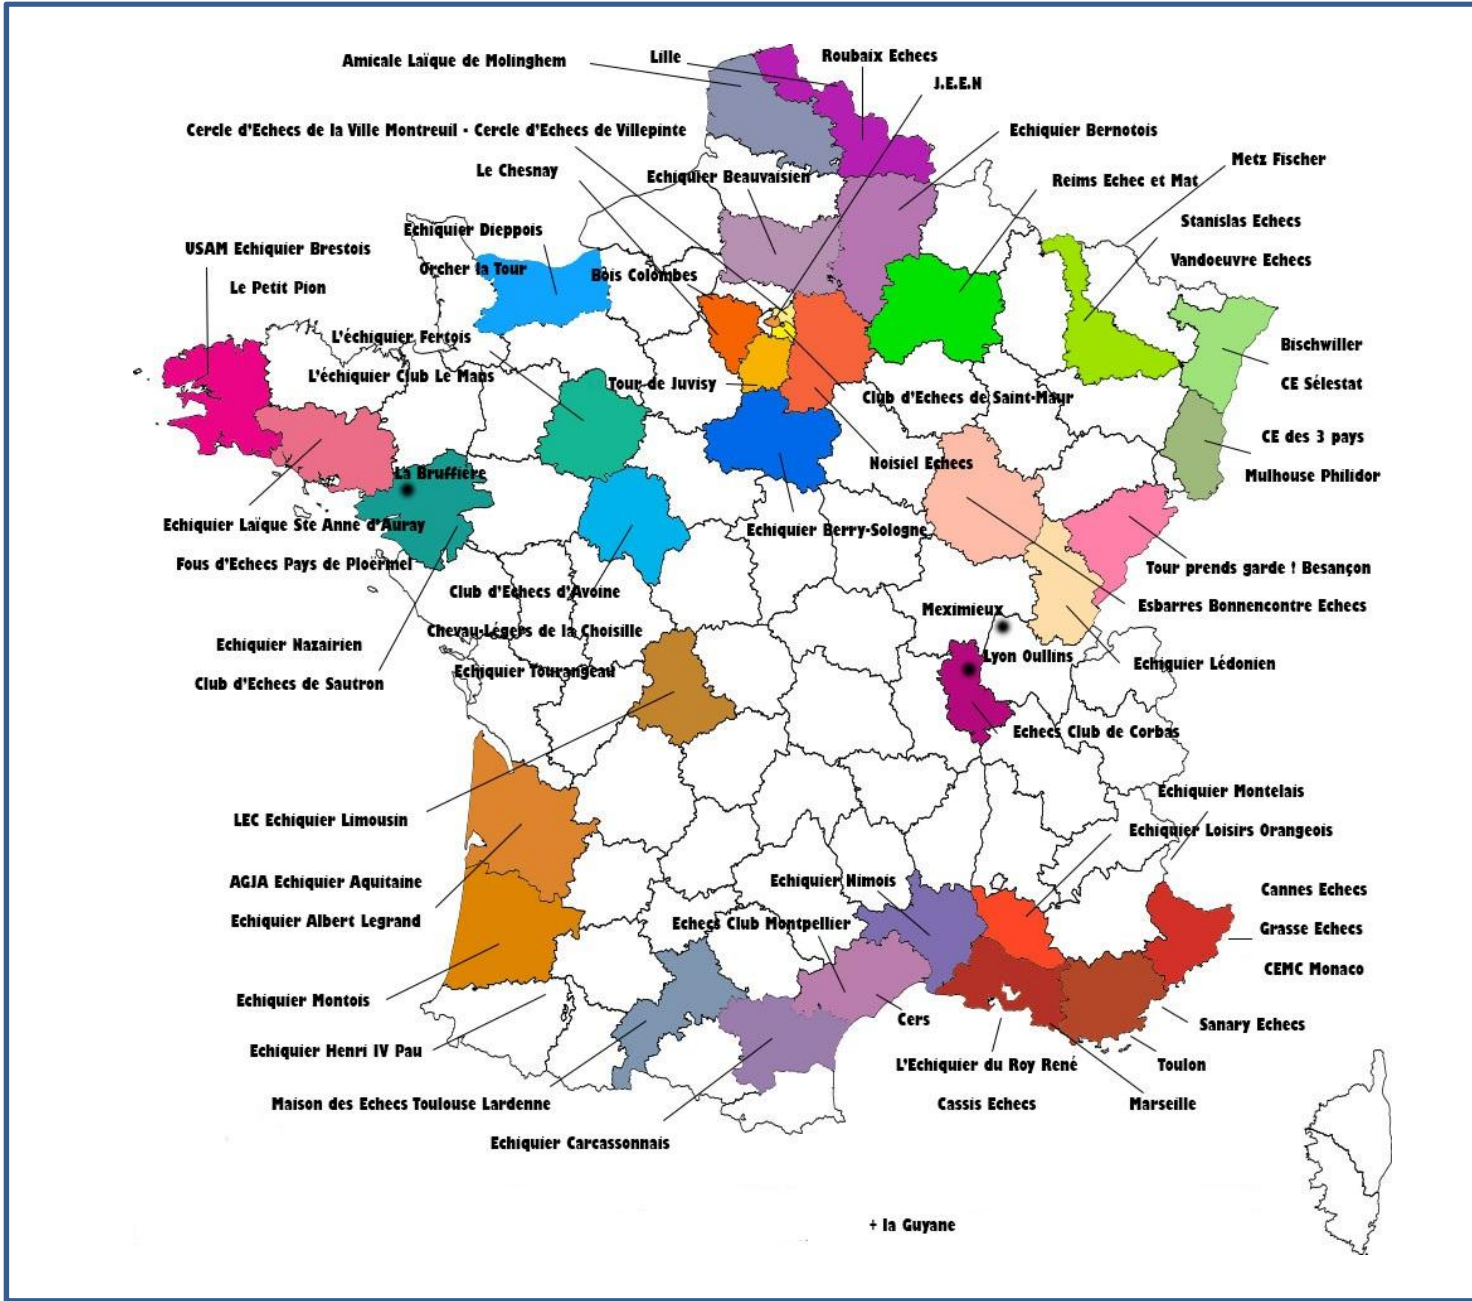 Amicale Laïque de Molinghem
Lille
Roubaix Echecs
J.E.E.N
Cercle d'Echecs de la Ville Montreuil - Cercle d'Echecs de Villepinte
Echiquier Bernotois
Le Chesnay
Echiquier Beauvaisien
Metz Fischer
Reims Echec et Mat
Stanislas Echecs
Echiquier Dieppois
USAM Echiquier Brestois
Vandoeuvre Echecs
Orcher la Tour
Bois Colombes
Le Petit Pion
L'échiquier Fertois
Bischwiller
L'échiquier Club Le Mans
Tour de Juvisy
CE Sélestat
Club d'Echecs de Saint-Maur
CE des 3 pays
Noisiel Echecs
La Bruffière
Mulhouse Philidor
Echiquier Laïque Ste Anne d'Auray
Echiquier Berry-Sologne
Fous d'Echecs Pays de Ploërmel
Tour prends garde ! Besançon
Club d'Echecs d'Avoine
Esbarres Bonnencontre Echecs
Meximieux
Chevau-Légers de la Choisille
Echiquier Nazairien
Lyon Oullins
Echiquier Lédonien
Echiquier Tourangeau
Club d'Echecs de Sautron
Echecs Club de Corbas
Echiquier Montelais
LEC Echiquier Limousin
Echiquier Loisirs Orangeois
AGJA Echiquier Aquitaine
Echiquier Nimois
Cannes Echecs
Echiquier Albert Legrand
Echecs Club Montpellier
Grasse Echecs
CEMC Monaco
Echiquier Montois
Cers
Sanary Echecs
Echiquier Henri IV Pau
L'Echiquier du Roy René
Toulon
Maison des Echecs Toulouse Lardenne
Cassis Echecs
Marseille
Echiquier Carcassonnais
+ la Guyane